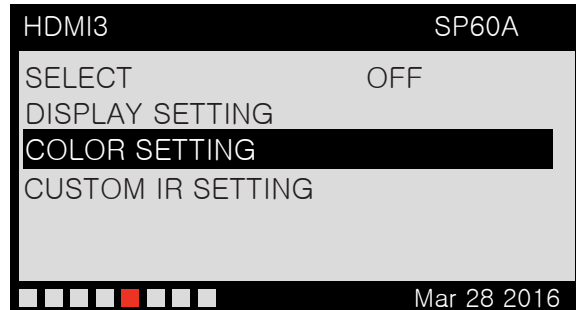 HDMI3 SP60A
SELECT OFF
DISPLAY SETTING
COLOR SETTING
CUSTOM IR SETTING
Mar 28 2016